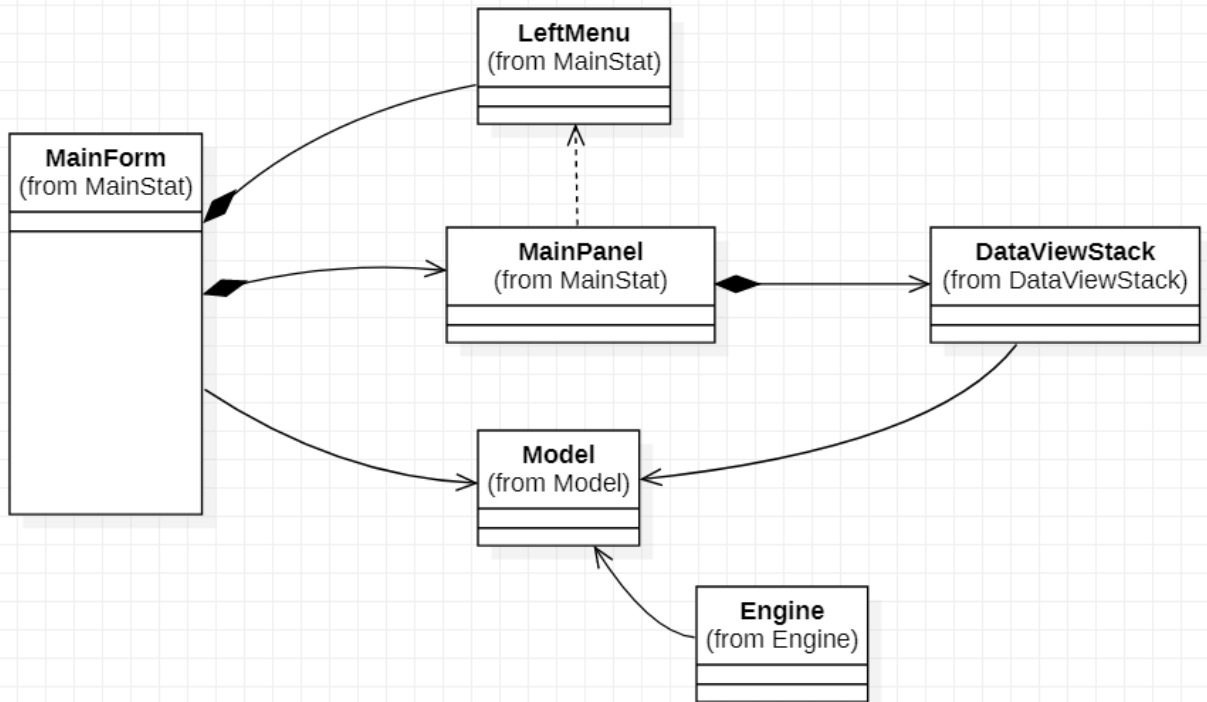 LeftMenu
(from MainStat)
MainForm
(from MainStat)
MainPanel
(from MainStat)
DataViewStack
(from DataViewStack)
Model
(from Model)
Engine
(from Engine)